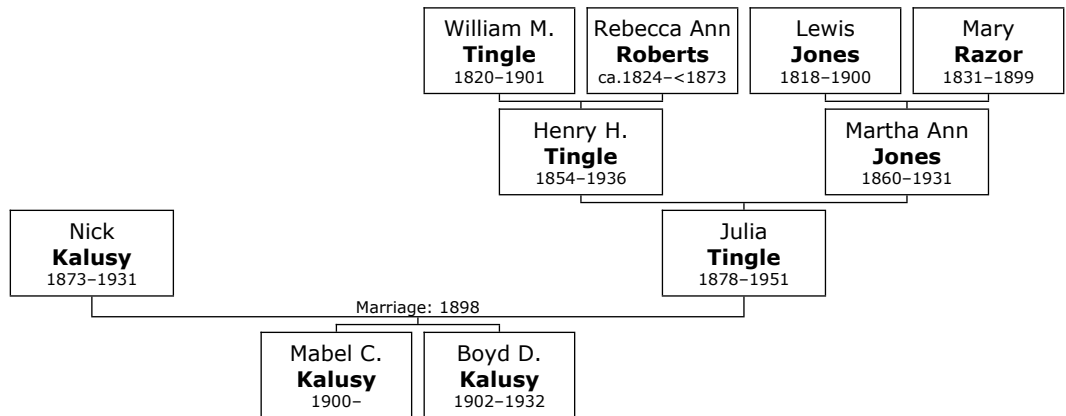 William M.
Tingle
1820–1901
Rebecca Ann
Roberts
ca.1824–<1873
Lewis
Jones
1818–1900
Mary
Razor
1831–1899
Henry H.
Tingle
1854–1936
Martha Ann
Jones
1860–1931
Nick
Kalusy
1873–1931
Julia
Tingle
1878–1951
Marriage: 1898
Mabel C.
Kalusy
1900–
Boyd D.
Kalusy
1902–1932